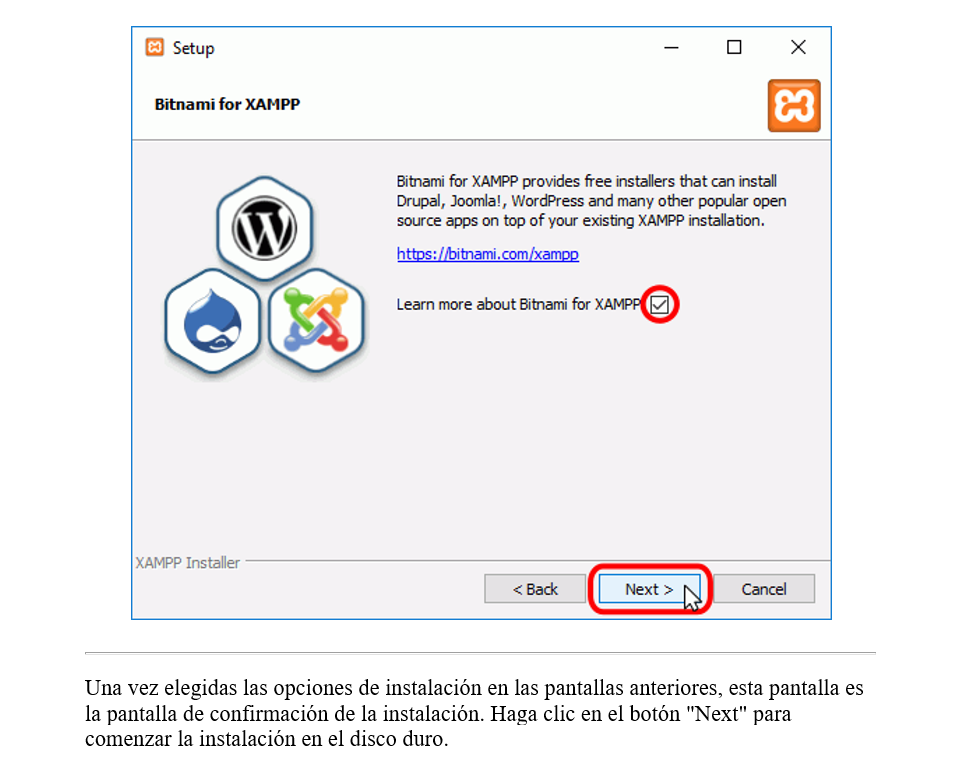 Setup
Bitnami for XAMPP
Bitnami for XAMPP provides free installers that can install
Drupal, Joomla!, WordPress and many other popular open
source apps on top of your existing XAMPP installation.
https://bitnami.com/xampp
Learn more about Bitnami for XAMPP
XAMPP Installer
< Back
Next >
Cancel
Una vez elegidas las opciones de instalación en las pantallas anteriores, esta pantalla es
la pantalla de confirmación de la instalación. Haga clic en el botón "Next" para
comenzar la instalación en el disco duro.